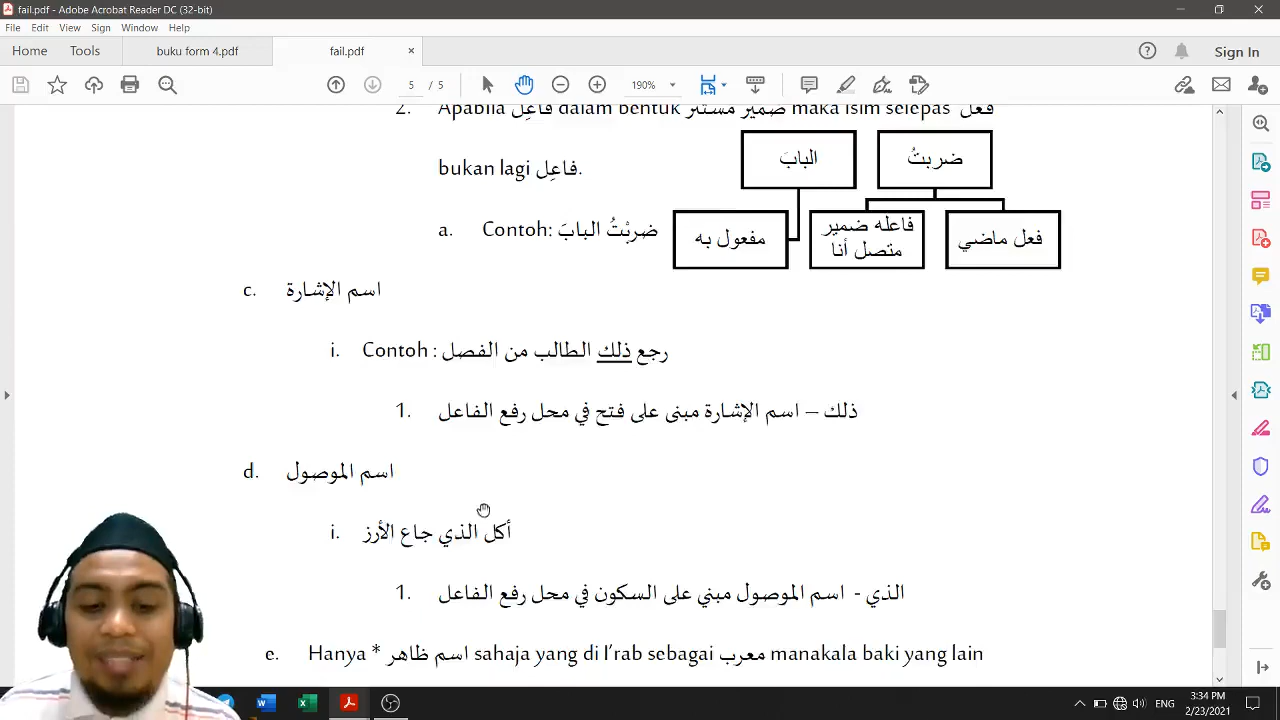 fail.pdf - Adobe Acrobat Reader DC (32-bit)
File Edit View Sign Window Help
Home Tools buku form 4.pdf fail.pdf × Sign In
5 / 5 190%
2. Apabila فاعِل dalam bentuk ضمير مستتر maka isim selepas فعل
bukan lagi فاعِل.
البابَ ضربتُ
a. Contoh: ضربْتُ البابَ
مفعول به
فاعله ضمير
متصل أنا
فعل ماضي
c. اسم الإشارة
i. Contoh : رجع ذلك الطالب من الفصل
1. ذلك – اسم الإشارة مبنى على فتح في محل رفع الفاعل
d. اسم الموصول
i. أكل الذي جاع الأرز
1. الذي - اسم الموصول مبني على السكون في محل رفع الفاعل
e. Hanya * اسم ظاهر sahaja yang di I’rab sebagai معرب manakala baki yang lain
ENG 3:34 PM
2/23/2021